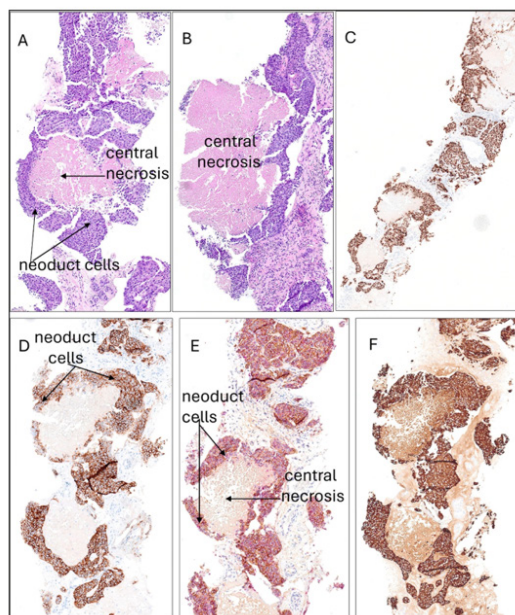 A
central
necrosis
neoduct cells
B
central necrosis
C
D
neoduct
cells
E
neoduct
cells
central
necrosis
F